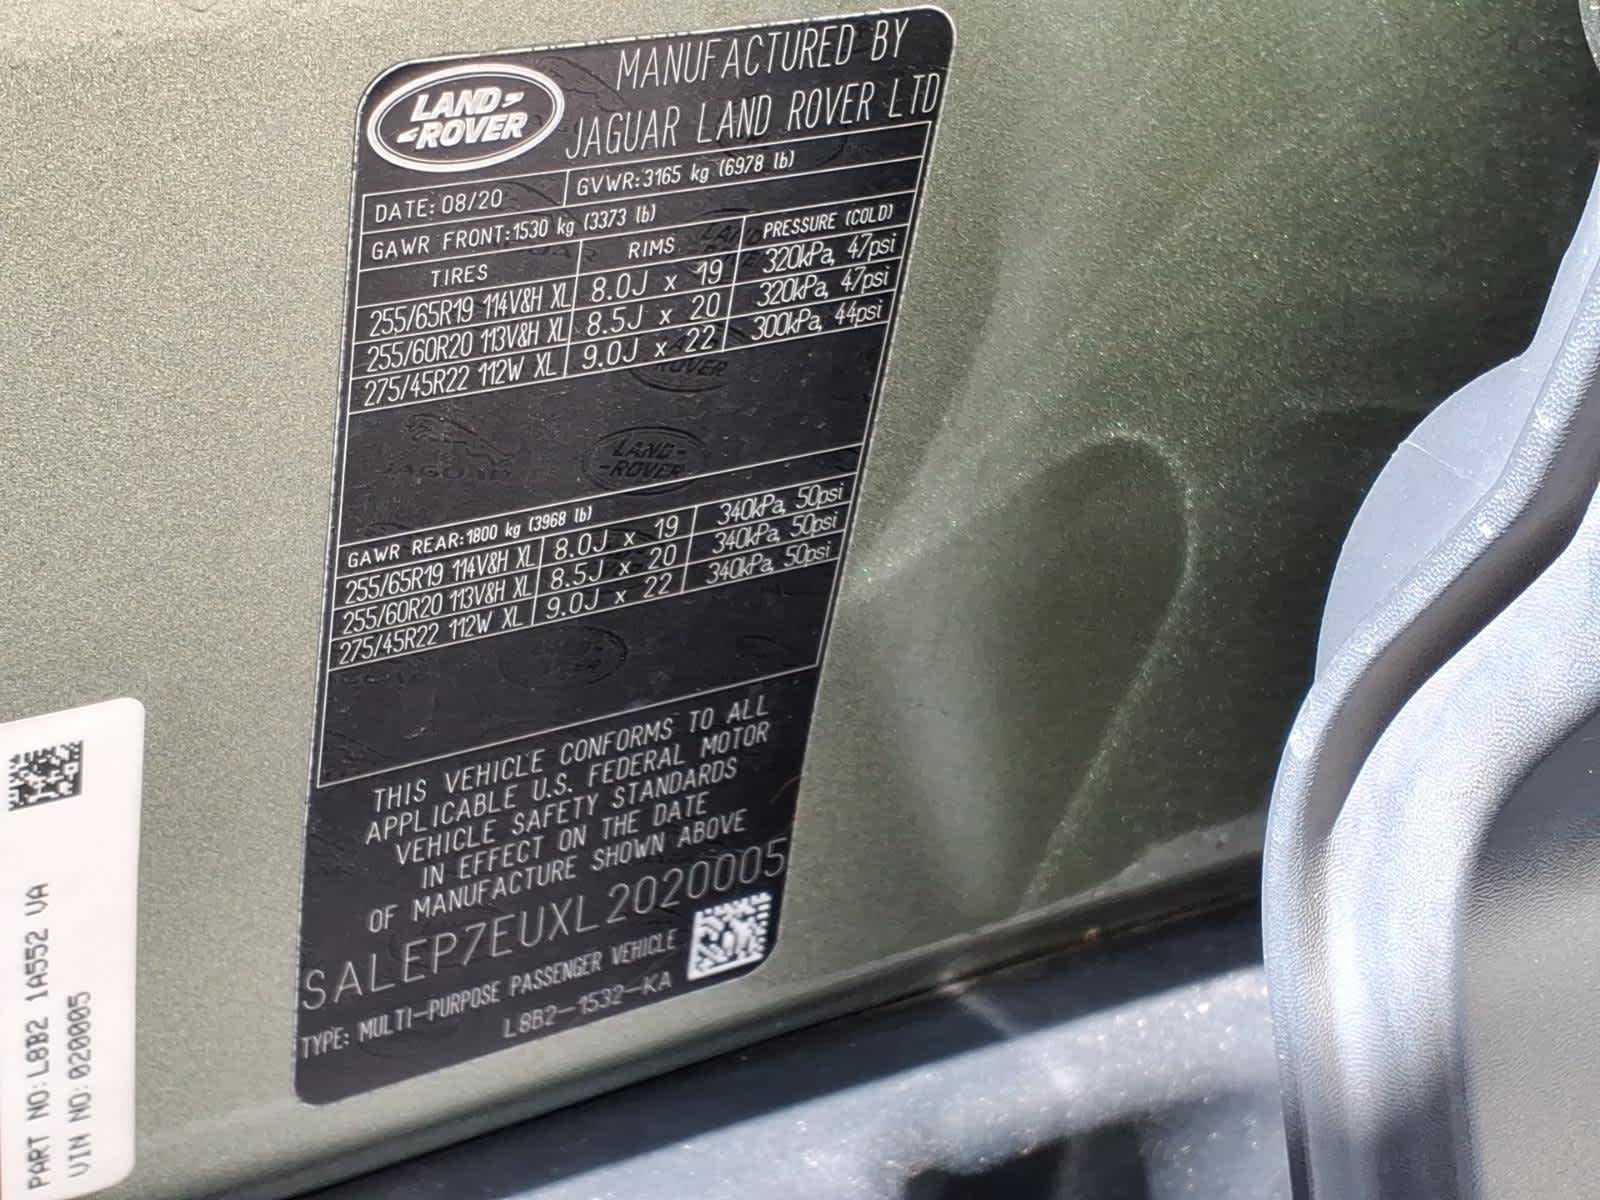 LAND-
-ROVER
MANUFACTURED BY
JAGUAR LAND ROVER LTD
DATE: 08/20
GVWR:3165 kg (6978 lb)
GAWR FRONT:1530 kg (3373 lb)
TIRES RIMS PRESSURE (COLD)
255/65R19 114V&H XL 8.0J x 19 320kPa, 47psi
255/60R20 113V&H XL 8.5J x 20 320kPa, 47psi
275/45R22 112W XL 9.0J x 22 300kPa, 44psi
JAGUAR
LAND-
-ROVER
GAWR REAR:1800 kg (3968 lb)
255/65R19 114V&H XL 8.0J x 19 340kPa, 50psi
255/60R20 113V&H XL 8.5J x 20 340kPa, 50psi
275/45R22 112W XL 9.0J x 22 340kPa, 50psi
THIS VEHICLE CONFORMS TO ALL
APPLICABLE U.S. FEDERAL MOTOR
VEHICLE SAFETY STANDARDS
IN EFFECT ON THE DATE
OF MANUFACTURE SHOWN ABOVE
SALEP7EUXL2020005
TYPE: MULTI-PURPOSE PASSENGER VEHICLE
L8B2-1532-KA
PART NO: L8B2 1A552 VA
VIN NO: 020005